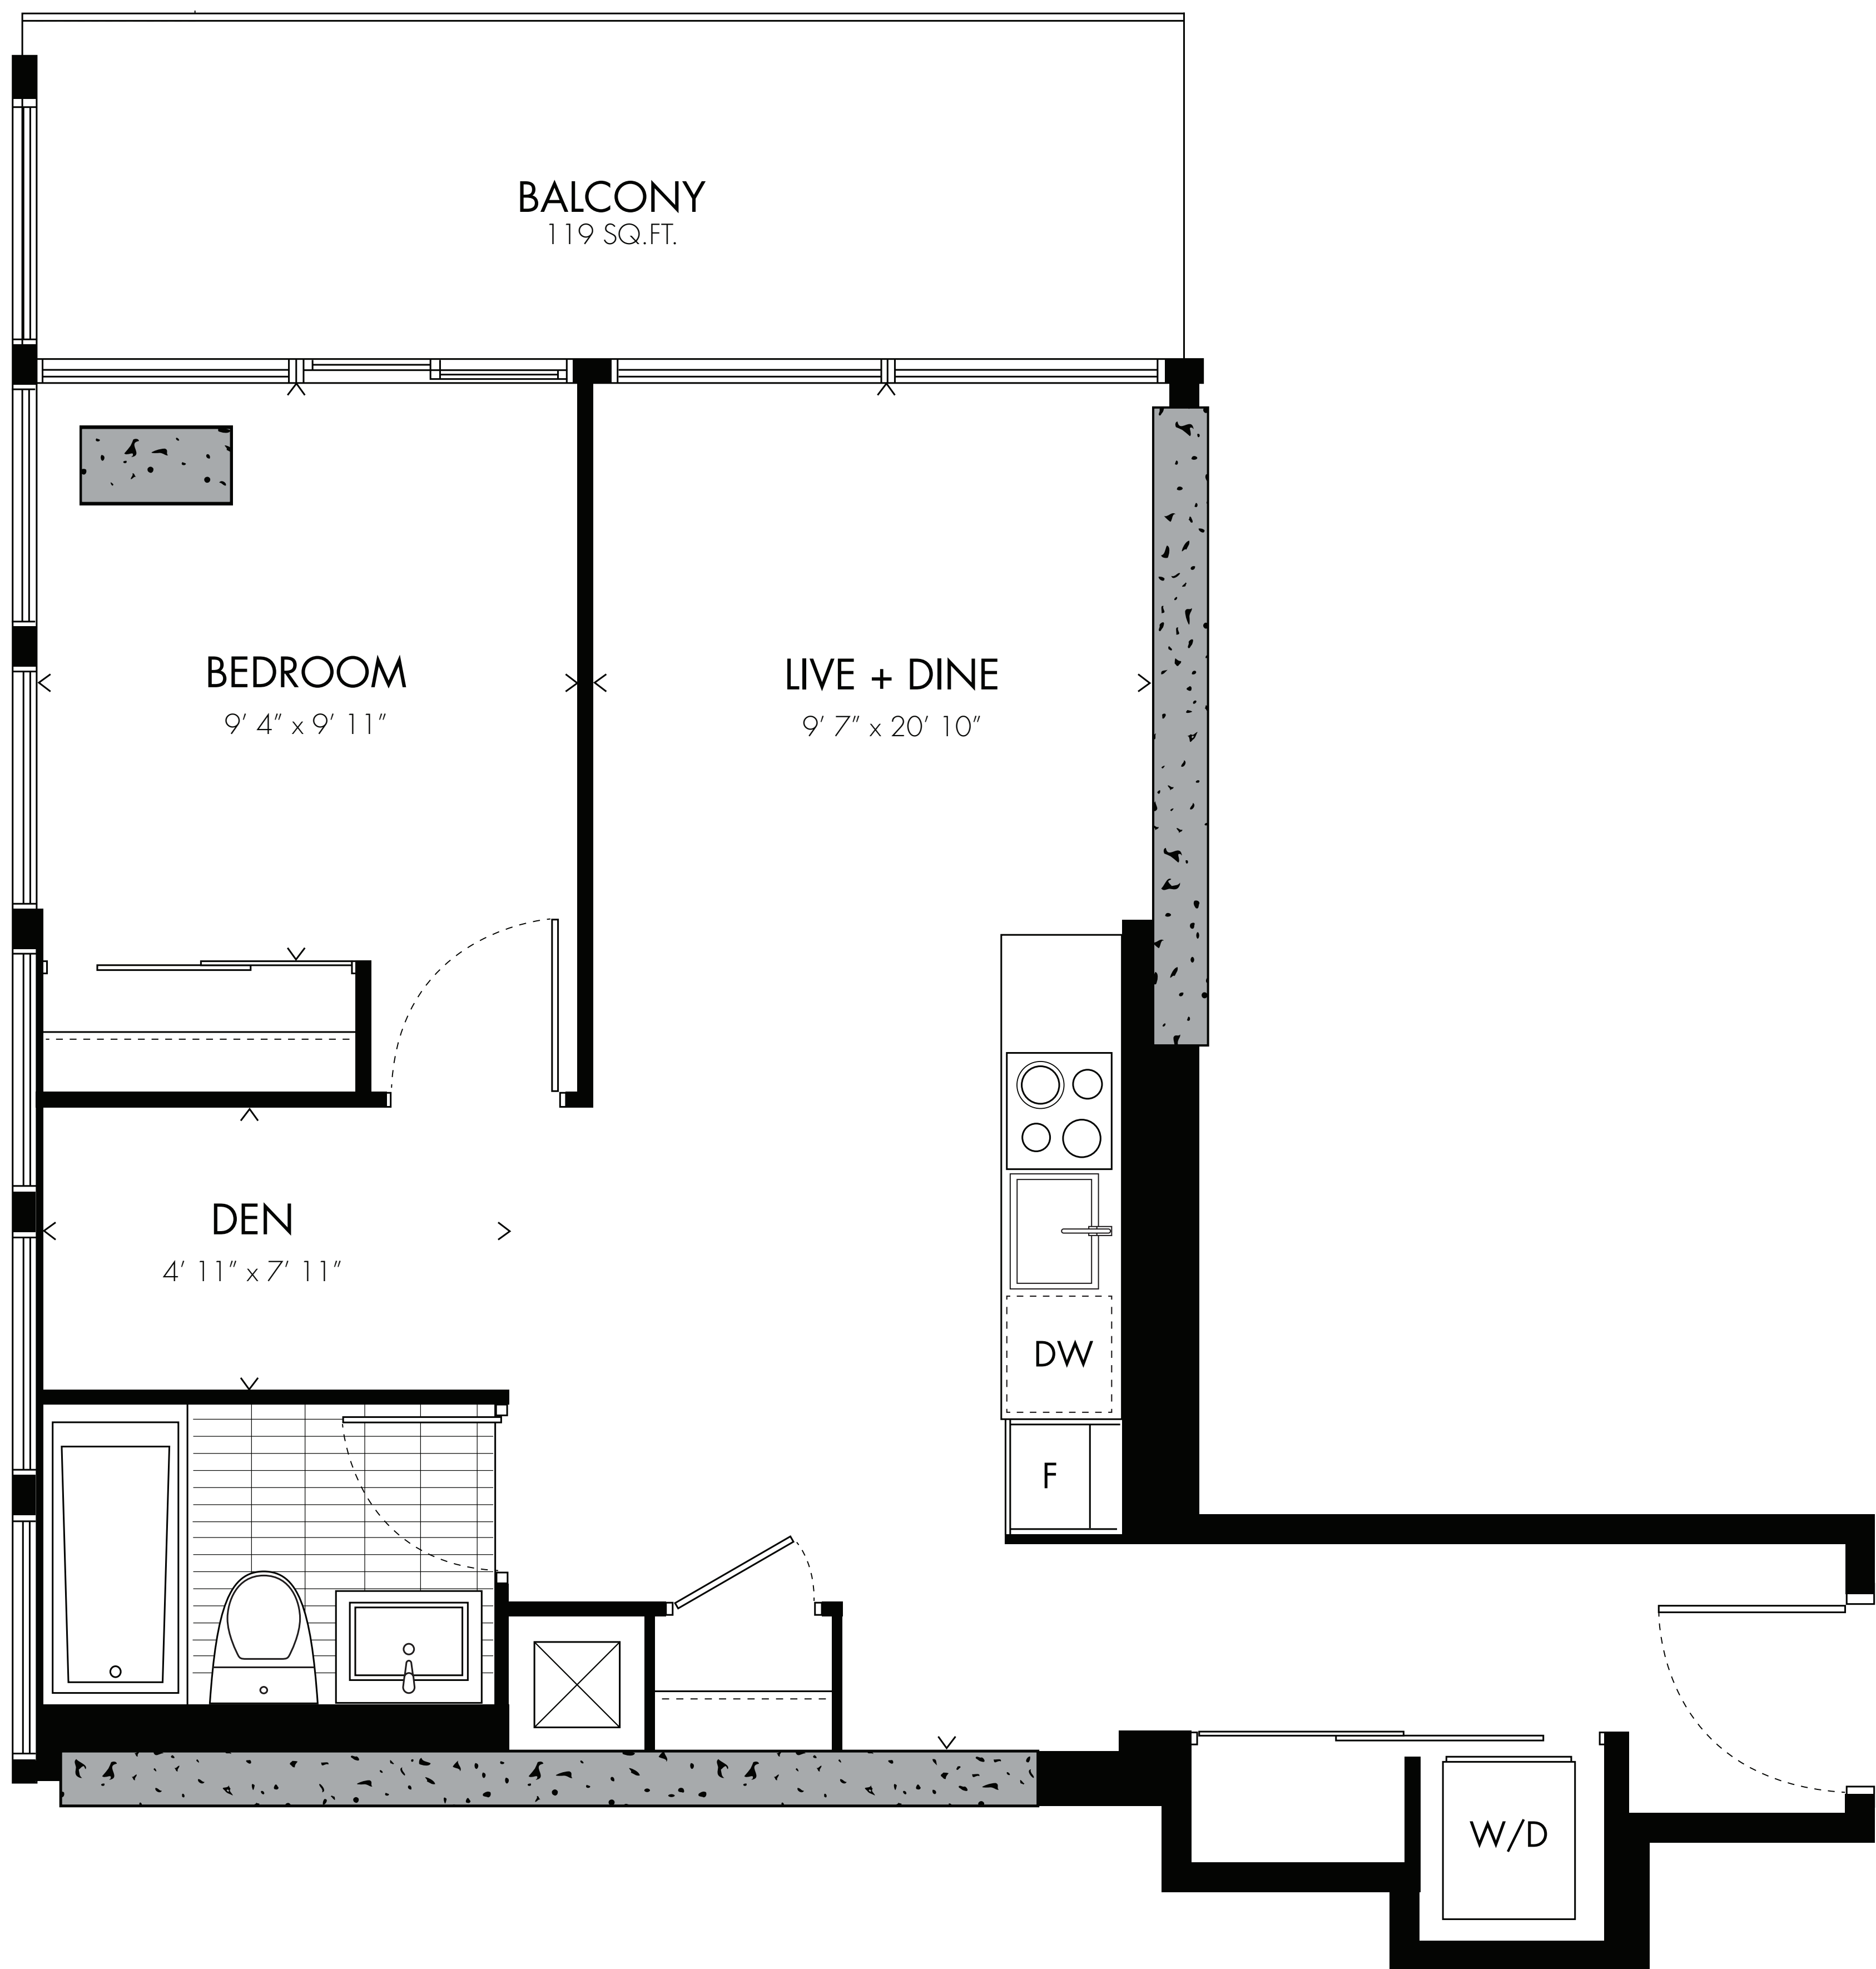 BALCONY
119 SQ.FT.
BEDROOM
9' 4" x 9' 11"
LIVE + DINE
9' 7" x 20' 10"
DEN
4' 11" x 7' 11"
DW
F
W/D